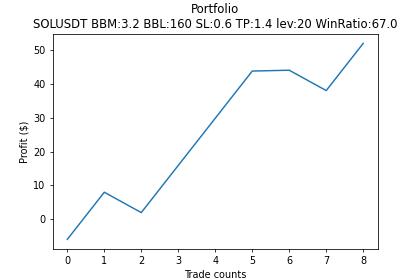 Portfolio
SOLUSDT BBM:3.2 BBL:160 SL:0.6 TP:1.4 lev:20 WinRatio:67.0
50
40
30
20
10
0
Profit ($)
0 1 2 3 4 5 6 7 8
Trade counts